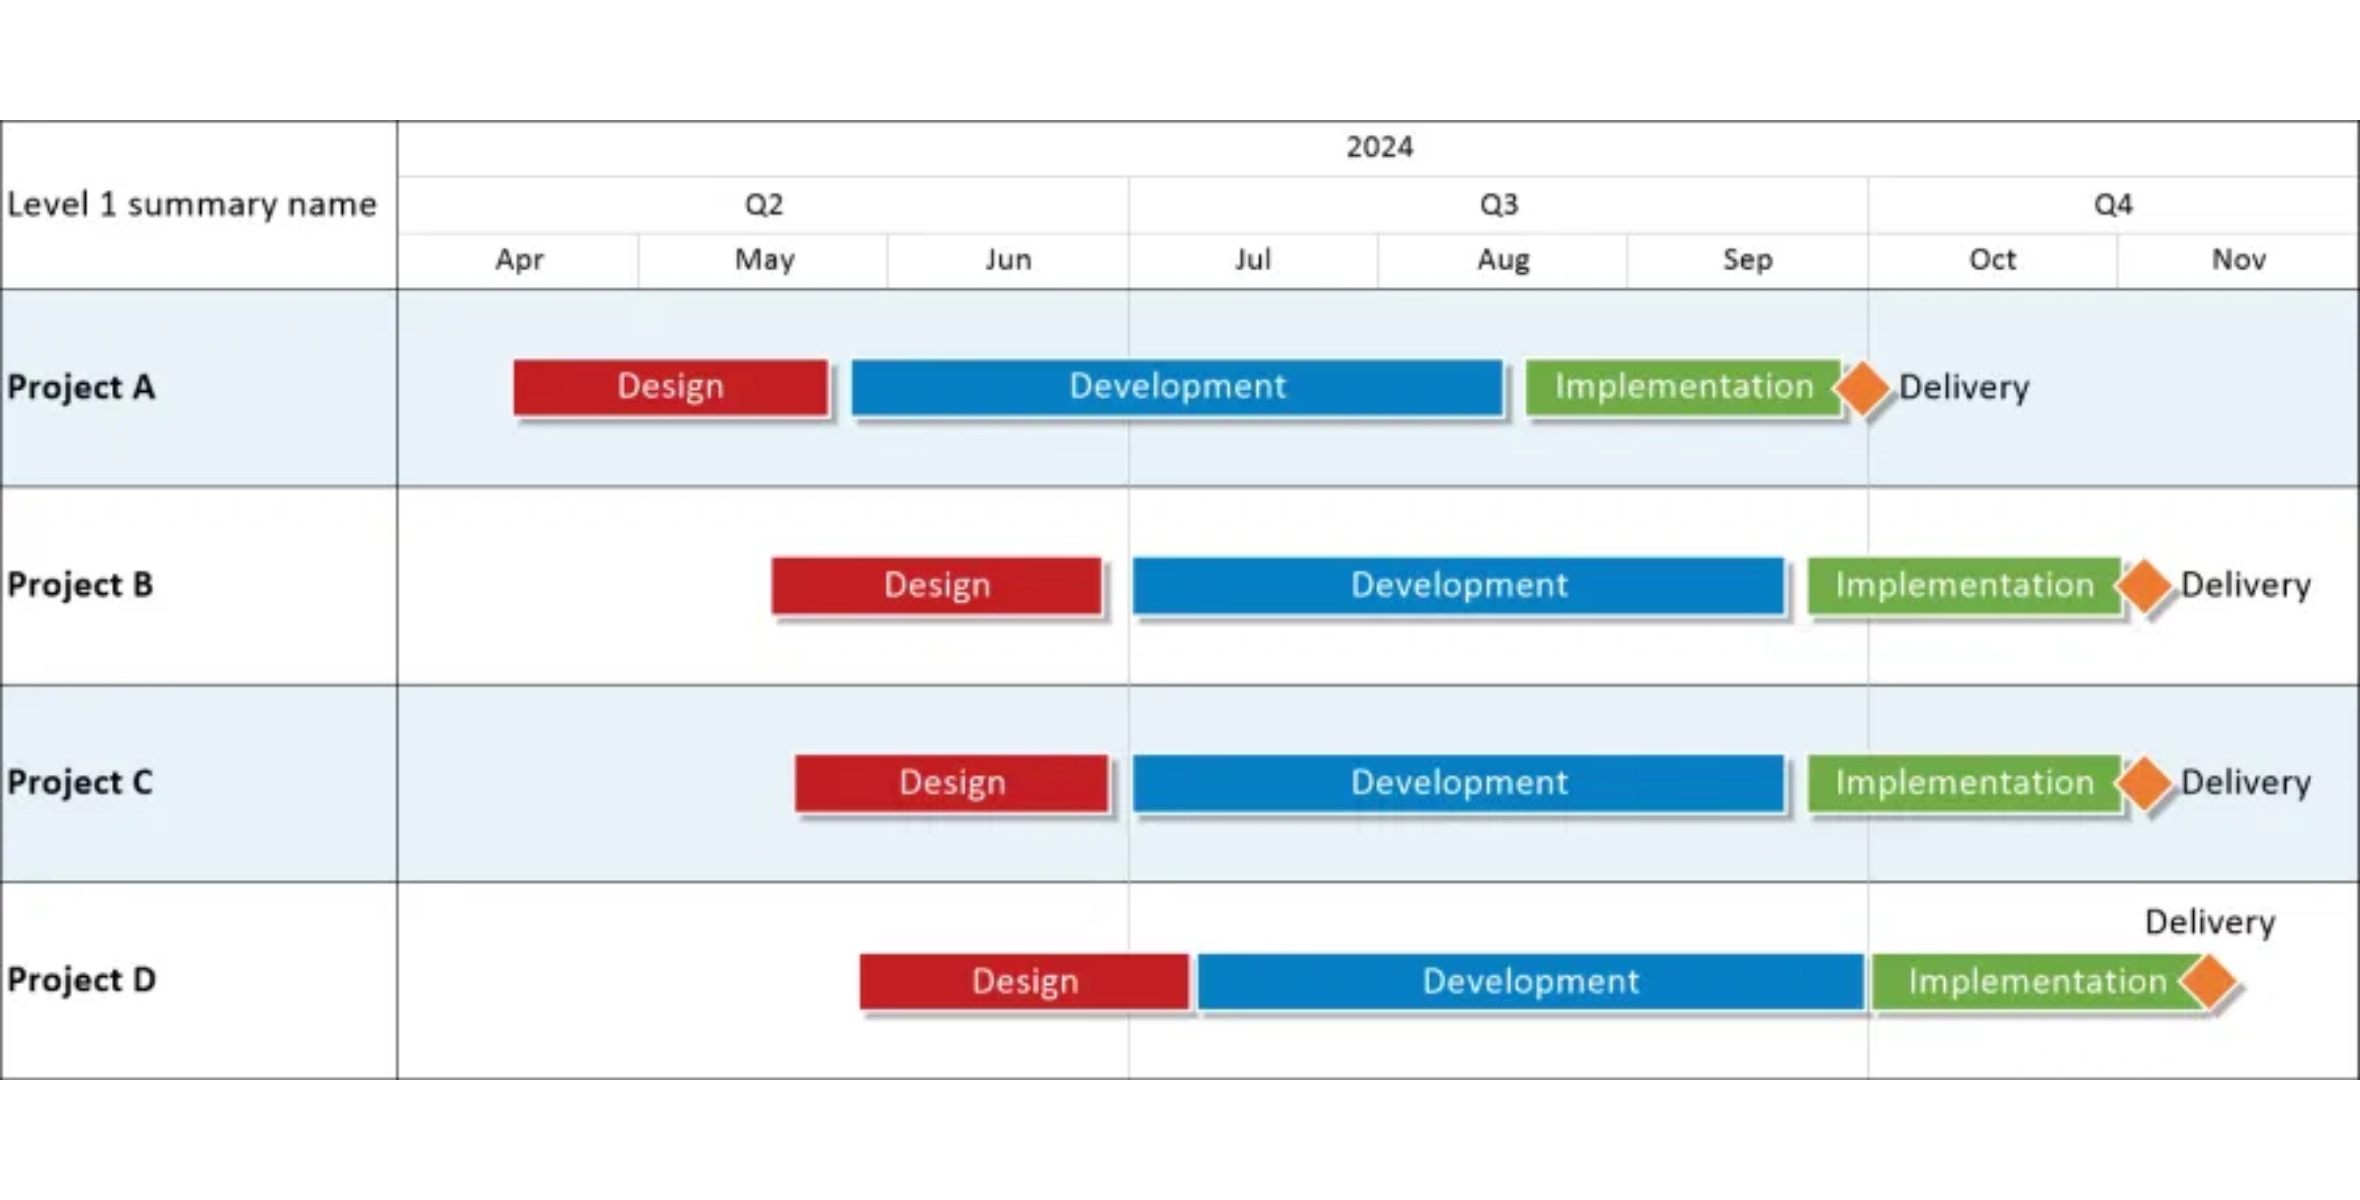 2024
Level 1 summary name
Q2 Q3 Q4
Apr May Jun Jul Aug Sep Oct Nov
Project A Design Development Implementation Delivery
Project B Design Development Implementation Delivery
Project C Design Development Implementation Delivery
Delivery
Project D Design Development Implementation